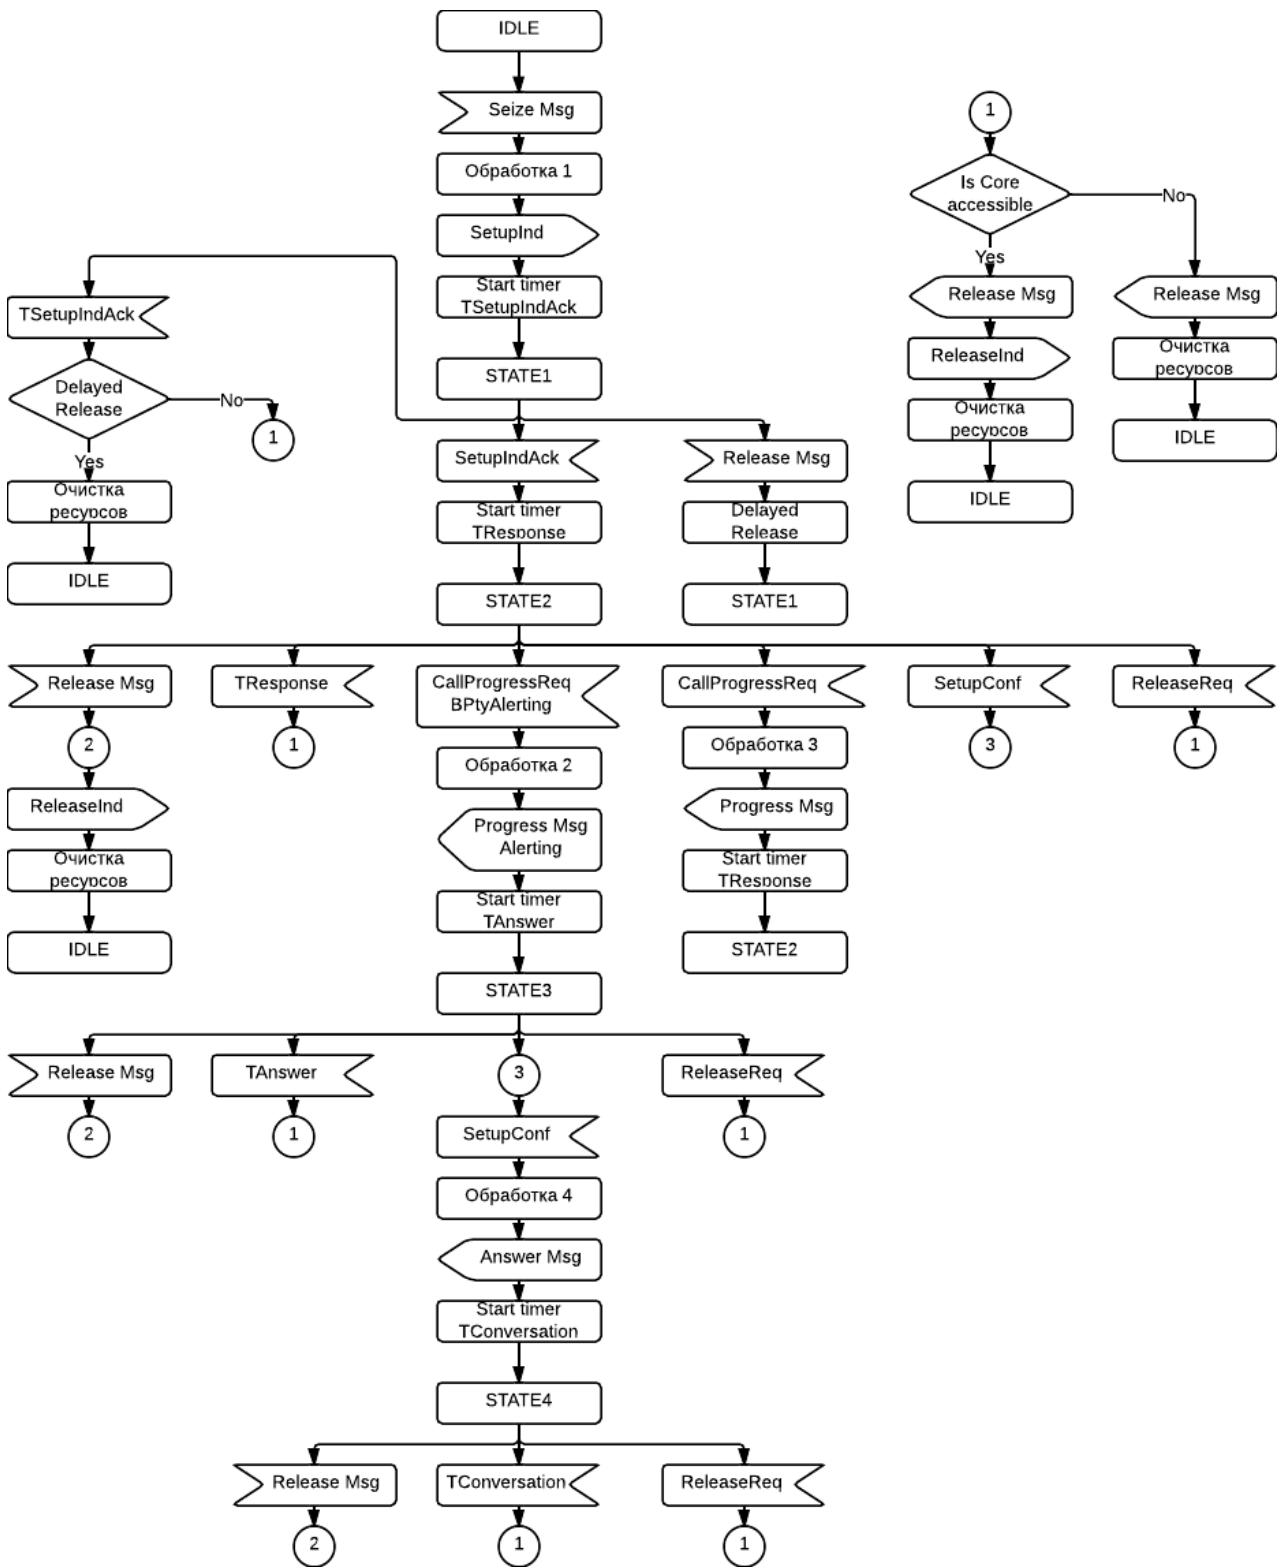 IDLE
Seize Msg
1
Обработка 1
Is Core
accessible
No
SetupInd
Yes
Start timer
TSetupIndAck
Release Msg
Release Msg
TSetupIndAck
ReleaseInd
Очистка
ресурсов
STATE1
Delayed
Release
No
Очистка
ресурсов
1
IDLE
SetupIndAck
Release Msg
Yes
Очистка
ресурсов
IDLE
Start timer
TResponse
Delayed
Release
IDLE
STATE2
STATE1
Release Msg
TResponse
CallProgressReq
BPtyAlerting
CallProgressReq
SetupConf
ReleaseReq
2
1
Обработка 2
Обработка 3
3
1
ReleaseInd
Progress Msg
Alerting
Progress Msg
Очистка
ресурсов
Start timer
TAnswer
Start timer
TResponse
IDLE
STATE2
STATE3
Release Msg
TAnswer
3
ReleaseReq
2
1
SetupConf
1
Обработка 4
Answer Msg
Start timer
TConversation
STATE4
Release Msg
TConversation
ReleaseReq
2
1
1